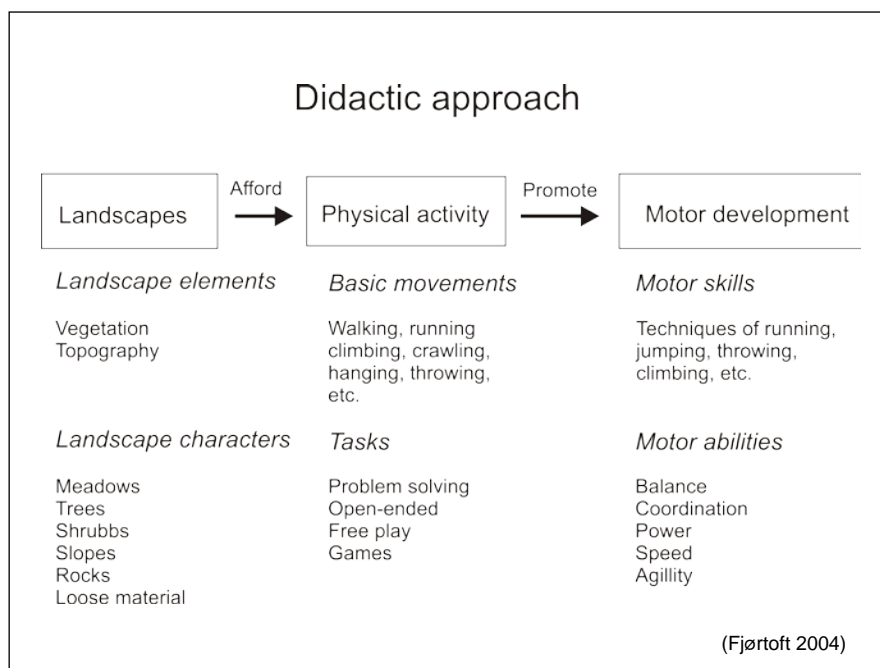 Didactic approach
Landscapes
Afford
Physical activity
Promote
Motor development
Landscape elements
Vegetation
Topography
Landscape characters
Meadows
Trees
Shrubbs
Slopes
Rocks
Loose material
Basic movements
Walking, running
climbing, crawling,
hanging, throwing,
etc.
Tasks
Problem solving
Open-ended
Free play
Games
Motor skills
Techniques of running,
jumping, throwing,
climbing, etc.
Motor abilities
Balance
Coordination
Power
Speed
Agillity
(Fjørtoft 2004)